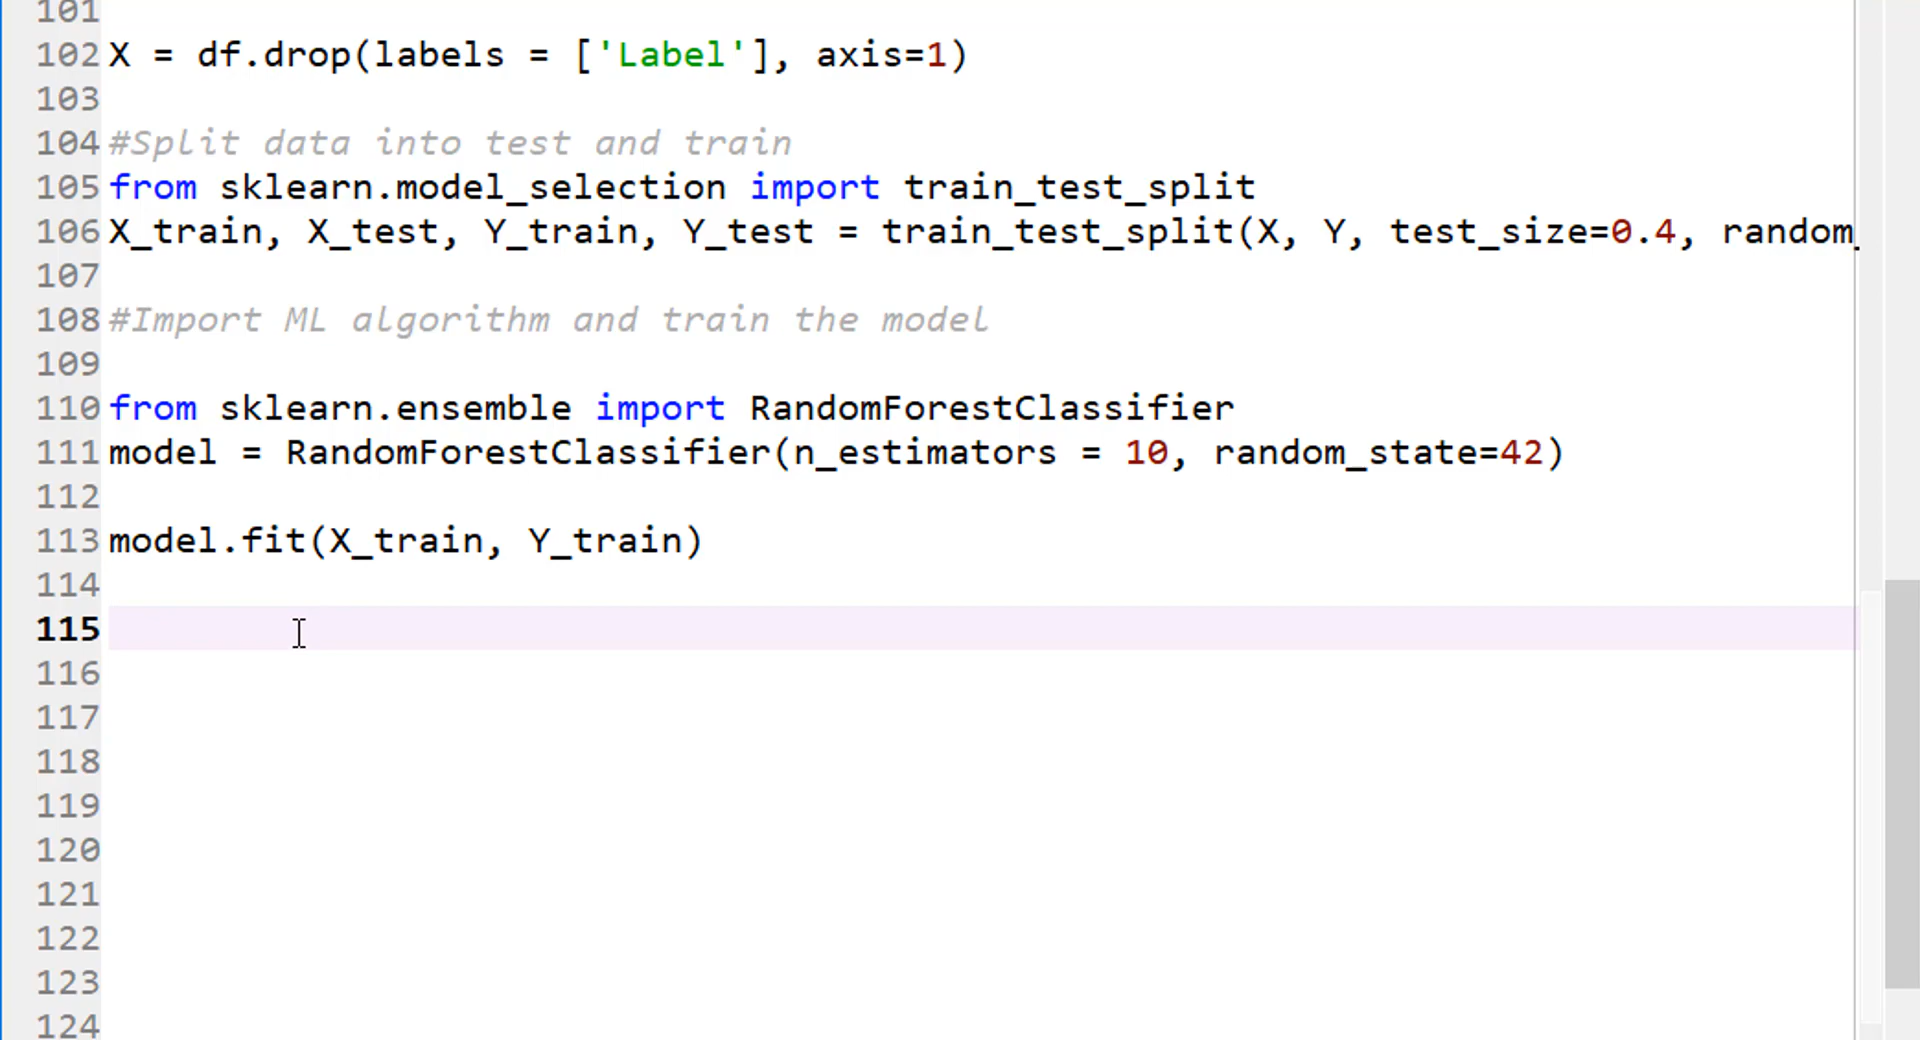 101
102 X = df.drop(labels = ['Label'], axis=1)
103
104 #Split data into test and train
105 from sklearn.model_selection import train_test_split
106 X_train, X_test, Y_train, Y_test = train_test_split(X, Y, test_size=0.4, random_
107
108 #Import ML algorithm and train the model
109
110 from sklearn.ensemble import RandomForestClassifier
111 model = RandomForestClassifier(n_estimators = 10, random_state=42)
112
113 model.fit(X_train, Y_train)
114
115
116
117
118
119
120
121
122
123
124